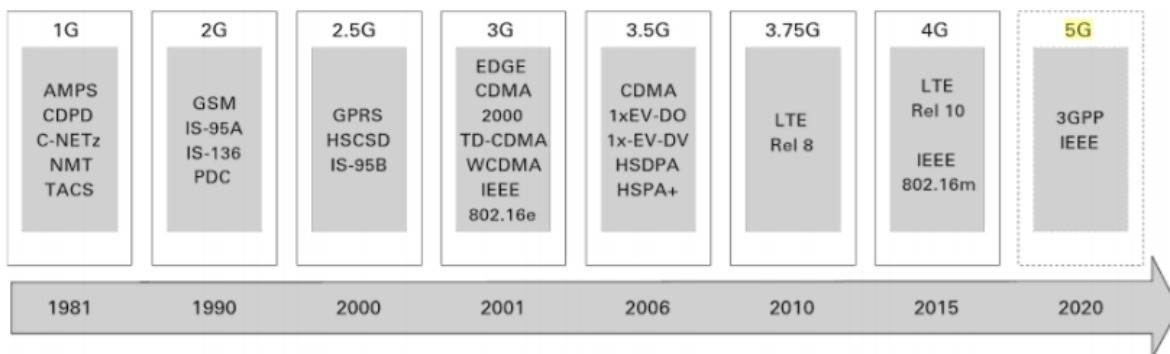 1G
AMPS
CDPD
C-NETz
NMT
TACS
2G
GSM
IS-95A
IS-136
PDC
2.5G
GPRS
HSCSD
IS-95B
3G
EDGE
CDMA
2000
TD-CDMA
WCDMA
IEEE
802.16e
3.5G
CDMA
1xEV-DO
1x-EV-DV
HSDPA
HSPA+
3.75G
LTE
Rel 8
4G
LTE
Rel 10
IEEE
802.16m
5G
3GPP
IEEE
1981
1990
2000
2001
2006
2010
2015
2020